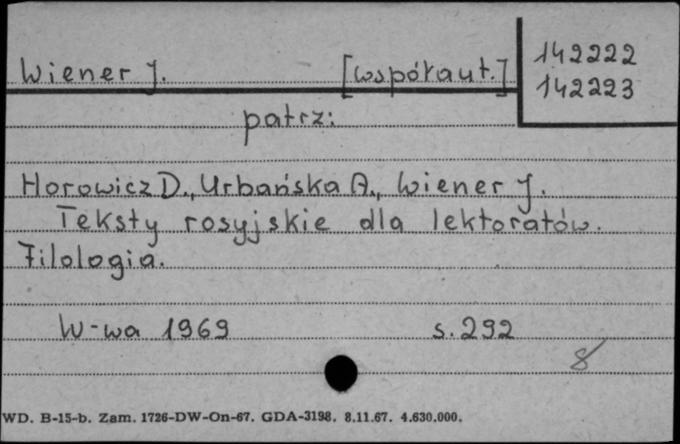 Wiener J. [współaut.]
142222
142223
patrz:
Horowicz D., Urbańska A., Wiener J.
Teksty rosyjskie dla lektoratów.
Filologia.
W-wa 1969 s. 292
8
WD. B-15-b. Zam. 1726-DW-On-67. GDA-3198. 8.11.67. 4.630.000.